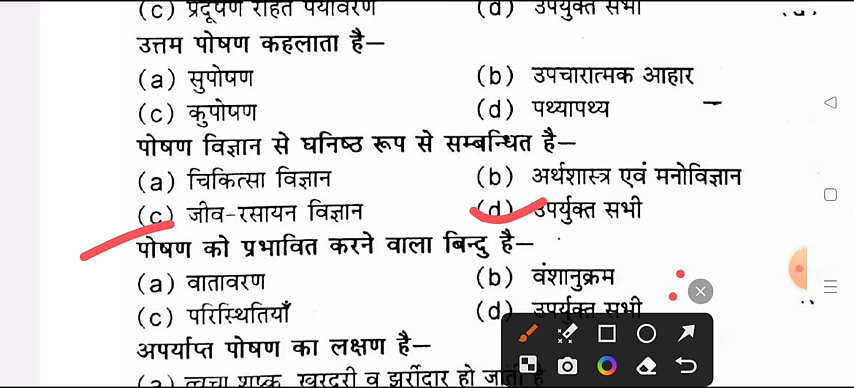 (c) प्रदूषण रहित पर्यावरण (d) उपर्युक्त सभी
उत्तम पोषण कहलाता है—
(a) सुपोषण (b) उपचारात्मक आहार
(c) कुपोषण (d) पथ्यापथ्य
पोषण विज्ञान से घनिष्ठ रूप से सम्बन्धित है—
(a) चिकित्सा विज्ञान (b) अर्थशास्त्र एवं मनोविज्ञान
(c) जीव-रसायन विज्ञान (d) उपर्युक्त सभी
पोषण को प्रभावित करने वाला बिन्दु है—
(a) वातावरण (b) वंशानुक्रम
(c) परिस्थितियाँ (d) उपर्युक्त सभी
अपर्याप्त पोषण का लक्षण है—
(a) त्वचा शुष्क, खुरदरी व झुर्रीदार हो जाती है